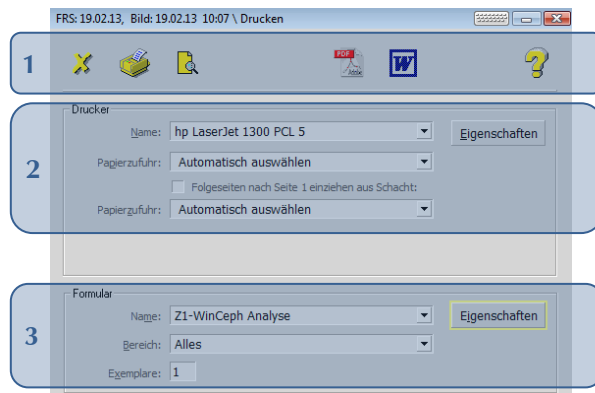 FRS: 19.02.13, Bild: 19.02.13 10:07 \ Drucken
1
PDF
Adobe
W
?
Drucker
Name: hp LaserJet 1300 PCL 5 Eigenschaften
2
Papierzufuhr: Automatisch auswählen
Folgeseiten nach Seite 1 einziehen aus Schacht:
Papierzufuhr: Automatisch auswählen
Formular
Name: Z1-WinCeph Analyse Eigenschaften
3
Bereich: Alles
Exemplare: 1